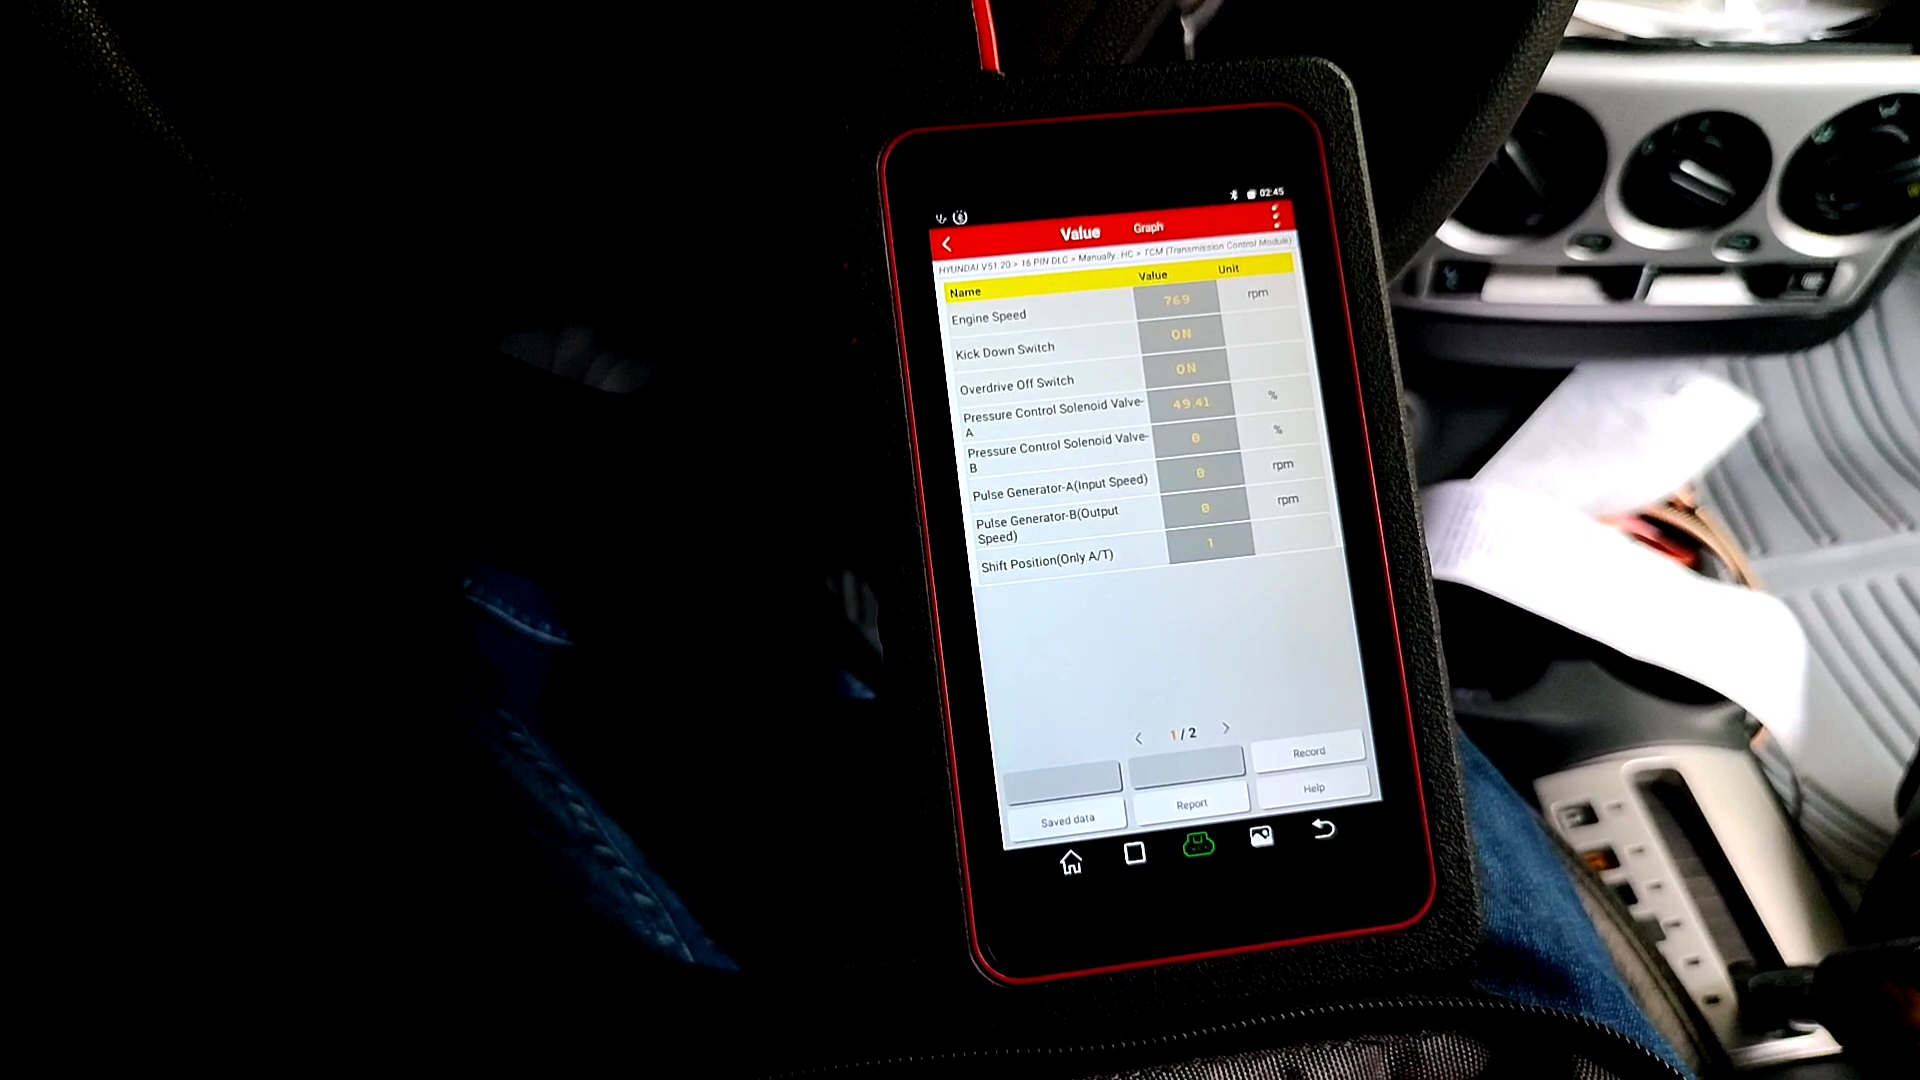 02:45
Value Graph
HYUNDAI V51.20 > 16 PIN DLC > Manually...HC > TCM (Transmission Control Module)
Name Value Unit
Engine Speed 769 rpm
Kick Down Switch ON
Overdrive Off Switch ON
Pressure Control Solenoid Valve-
A 49.41 %
Pressure Control Solenoid Valve-
B 0 %
Pulse Generator-A(Input Speed) 0 rpm
Pulse Generator-B(Output
Speed) 0 rpm
Shift Position(Only A/T) 1
< 1 / 2 >
Record
Saved data Report Help